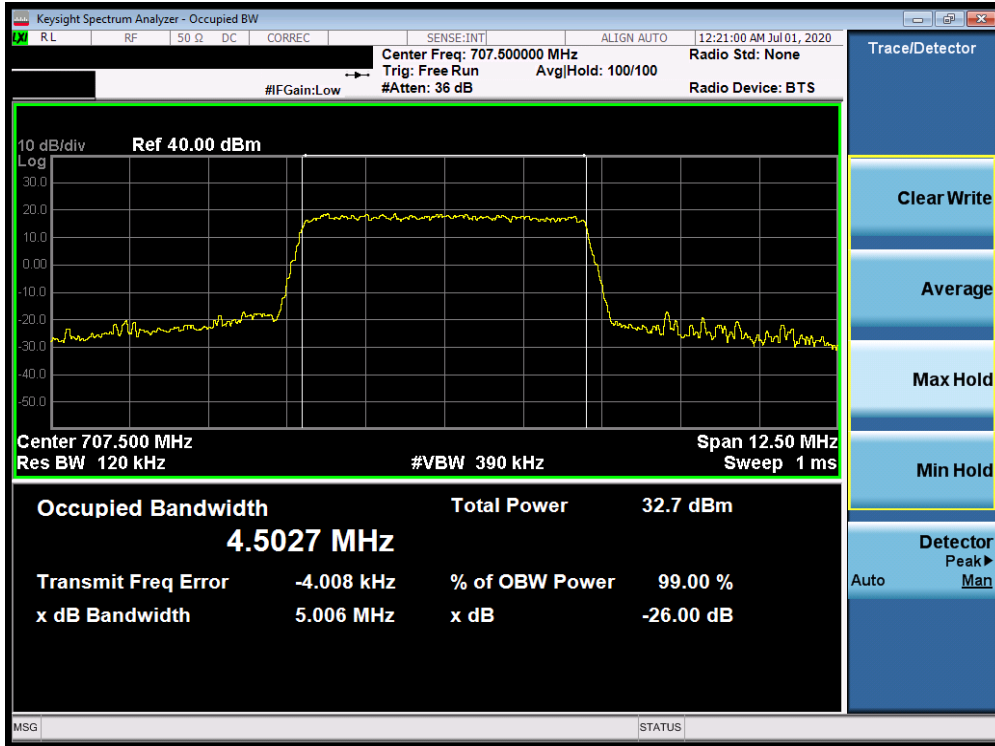 Keysight Spectrum Analyzer - Occupied BW
LXI RL RF 50 Ω DC CORREC SENSE:INT ALIGN AUTO 12:21:00 AM Jul 01, 2020
Center Freq: 707.500000 MHz Radio Std: None
Trig: Free Run Avg|Hold: 100/100
#IFGain:Low #Atten: 36 dB Radio Device: BTS
10 dB/div Ref 40.00 dBm
Log
30.0
20.0
10.0
0.00
-10.0
-20.0
-30.0
-40.0
-50.0
Center 707.500 MHz Span 12.50 MHz
Res BW 120 kHz #VBW 390 kHz Sweep 1 ms
Occupied Bandwidth Total Power 32.7 dBm
4.5027 MHz
Transmit Freq Error -4.008 kHz % of OBW Power 99.00 %
x dB Bandwidth 5.006 MHz x dB -26.00 dB
MSG STATUS
Trace/Detector
Clear Write
Average
Max Hold
Min Hold
Detector
Peak▶
Auto Man